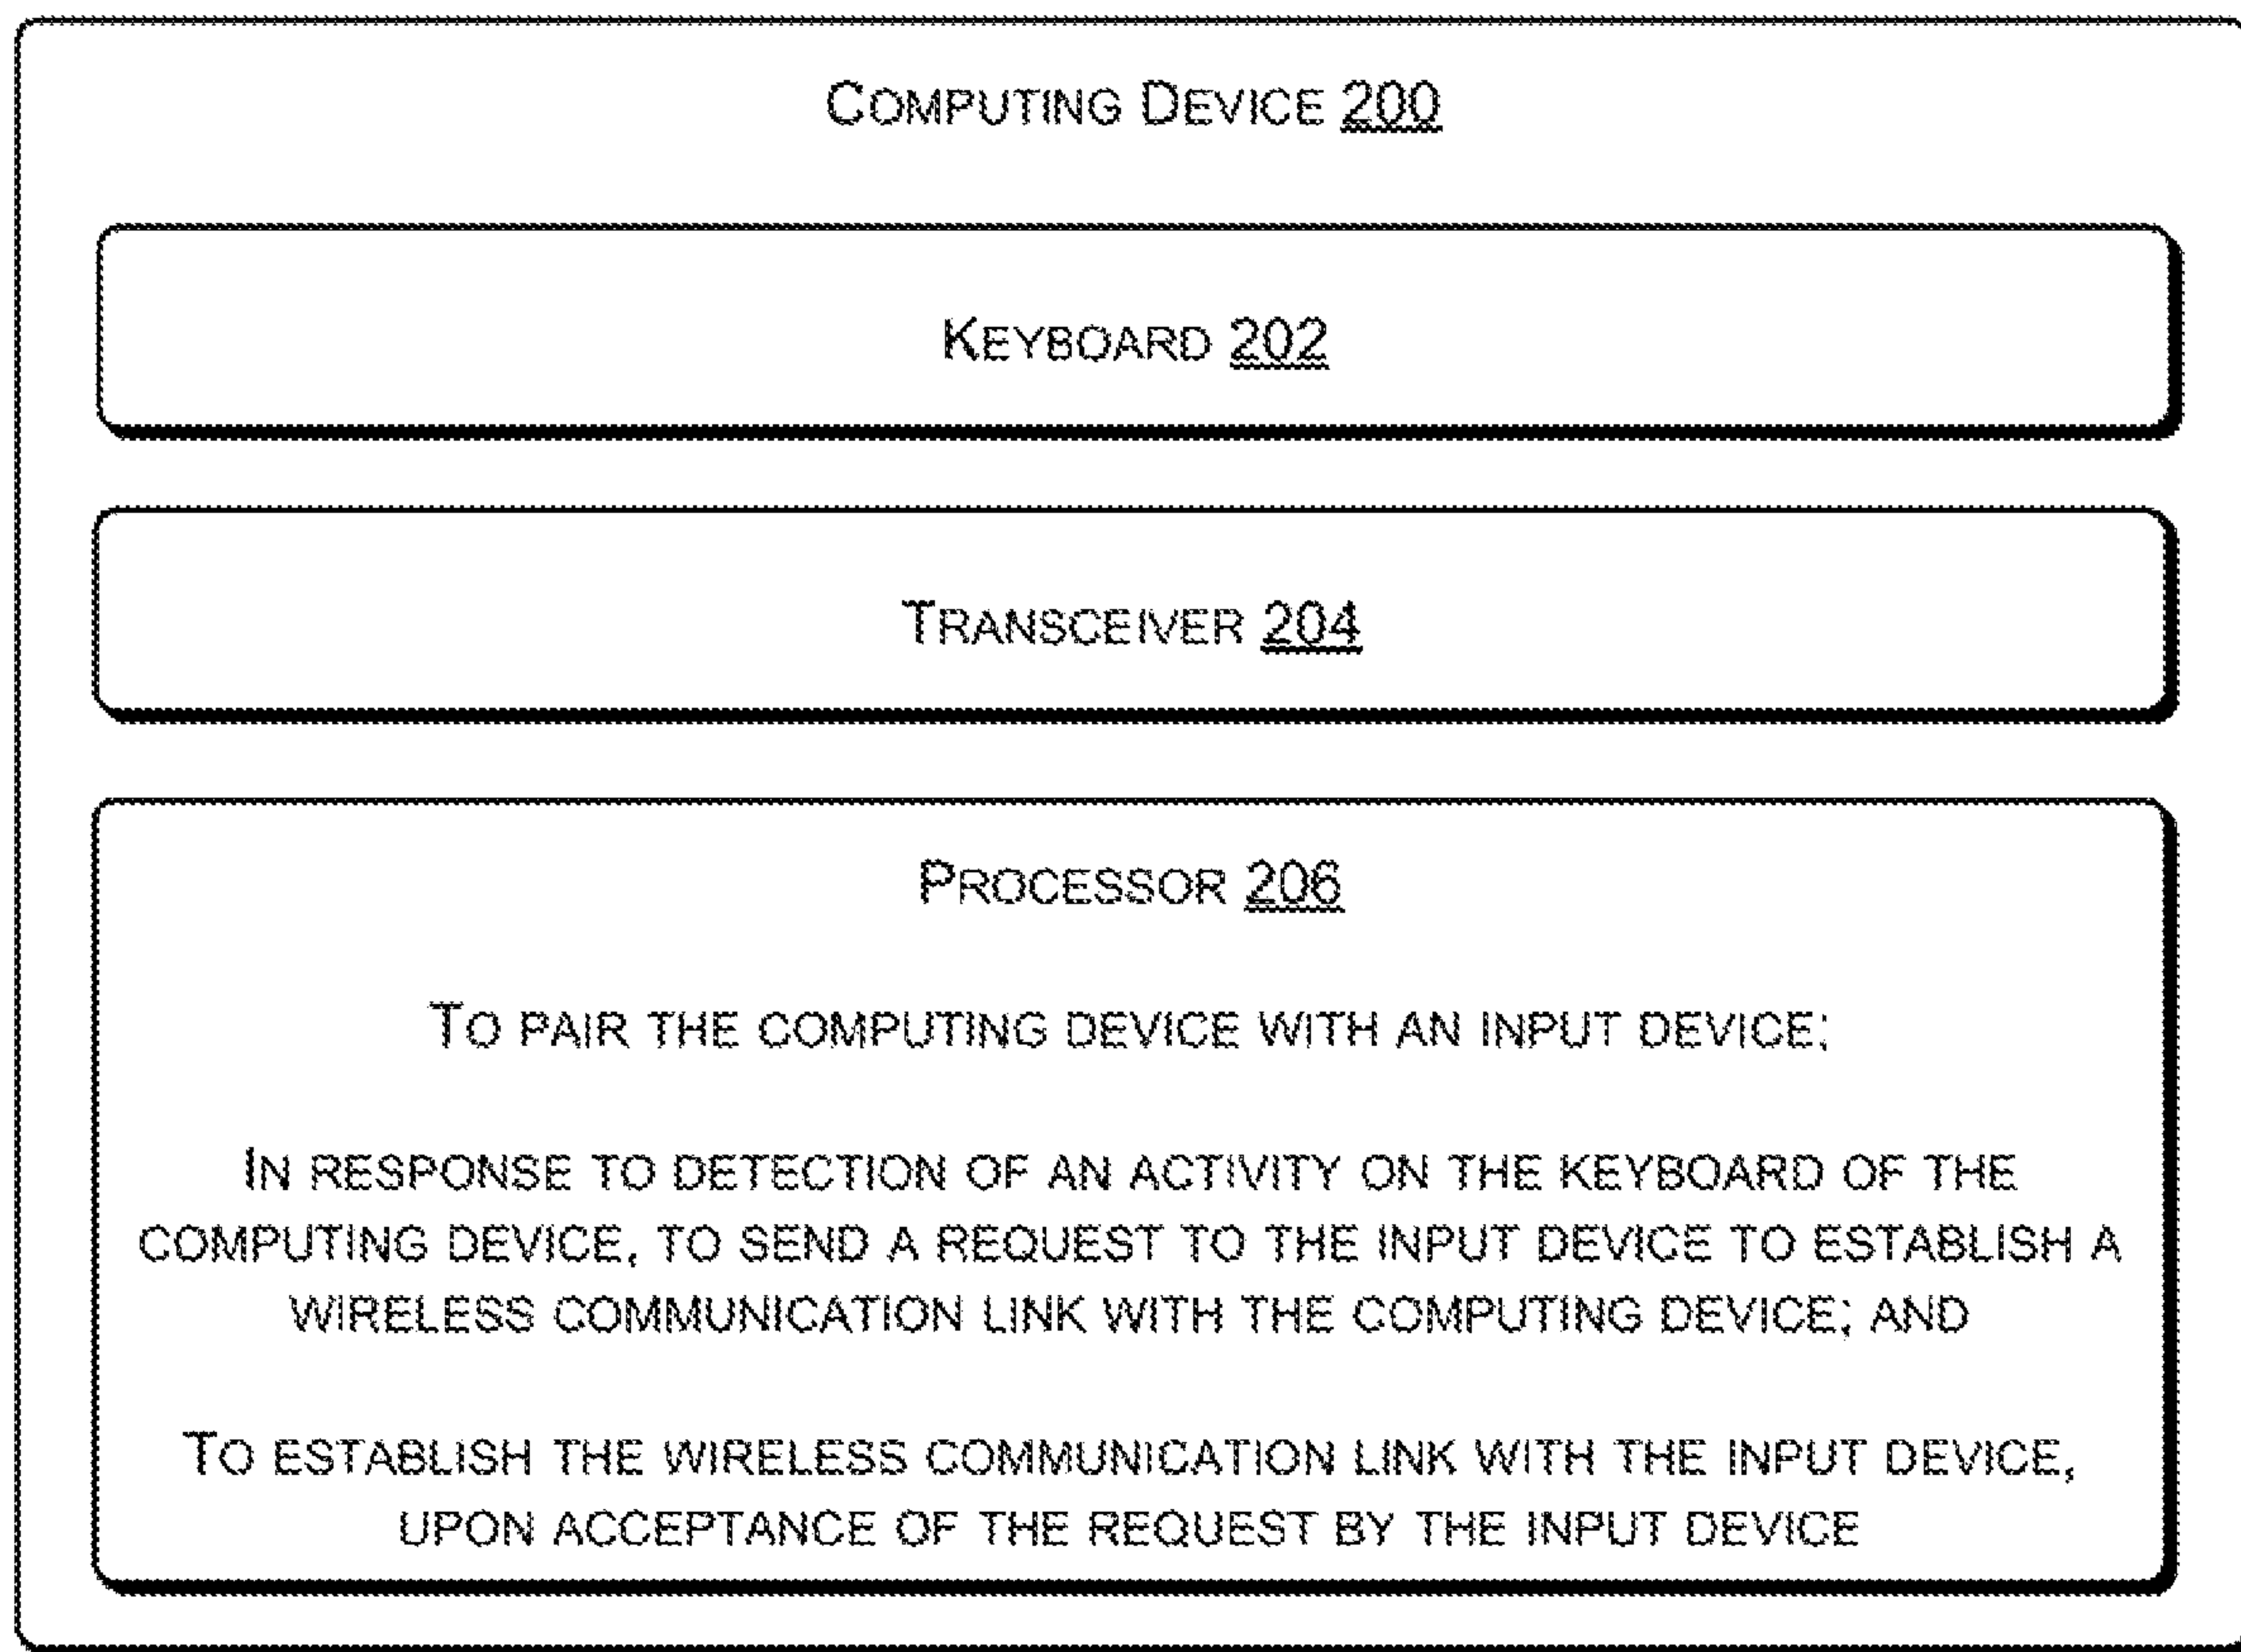 COMPUTING DEVICE 200
KEYBOARD 202
TRANSCEIVER 204
PROCESSOR 206
TO PAIR THE COMPUTING DEVICE WITH AN INPUT DEVICE;
IN RESPONSE TO DETECTION OF AN ACTIVITY ON THE KEYBOARD OF THE
COMPUTING DEVICE, TO SEND A REQUEST TO THE INPUT DEVICE TO ESTABLISH A
WIRELESS COMMUNICATION LINK WITH THE COMPUTING DEVICE; AND
TO ESTABLISH THE WIRELESS COMMUNICATION LINK WITH THE INPUT DEVICE,
UPON ACCEPTANCE OF THE REQUEST BY THE INPUT DEVICE